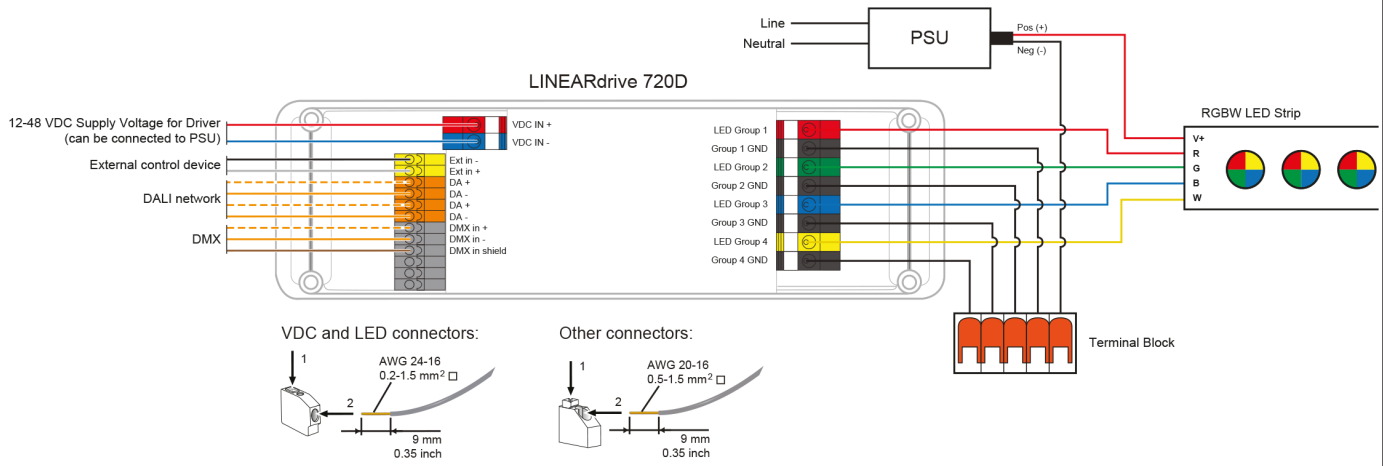 Line
Neutral
PSU
Pos (+)
Neg (-)
LINEARdrive 720D
12-48 VDC Supply Voltage for Driver
(can be connected to PSU)
External control device
DALI network
DMX
VDC IN +
VDC IN -
Ext in -
Ext in +
DA +
DA -
DA +
DA -
DMX in +
DMX in -
DMX in shield
LED Group 1
Group 1 GND
LED Group 2
Group 2 GND
LED Group 3
Group 3 GND
LED Group 4
Group 4 GND
RGBW LED Strip
V+
R
G
B
W
Terminal Block
VDC and LED connectors:
1
2
AWG 24-16
0.2-1.5 mm²
9 mm
0.35 inch
Other connectors:
1
2
AWG 20-16
0.5-1.5 mm²
9 mm
0.35 inch